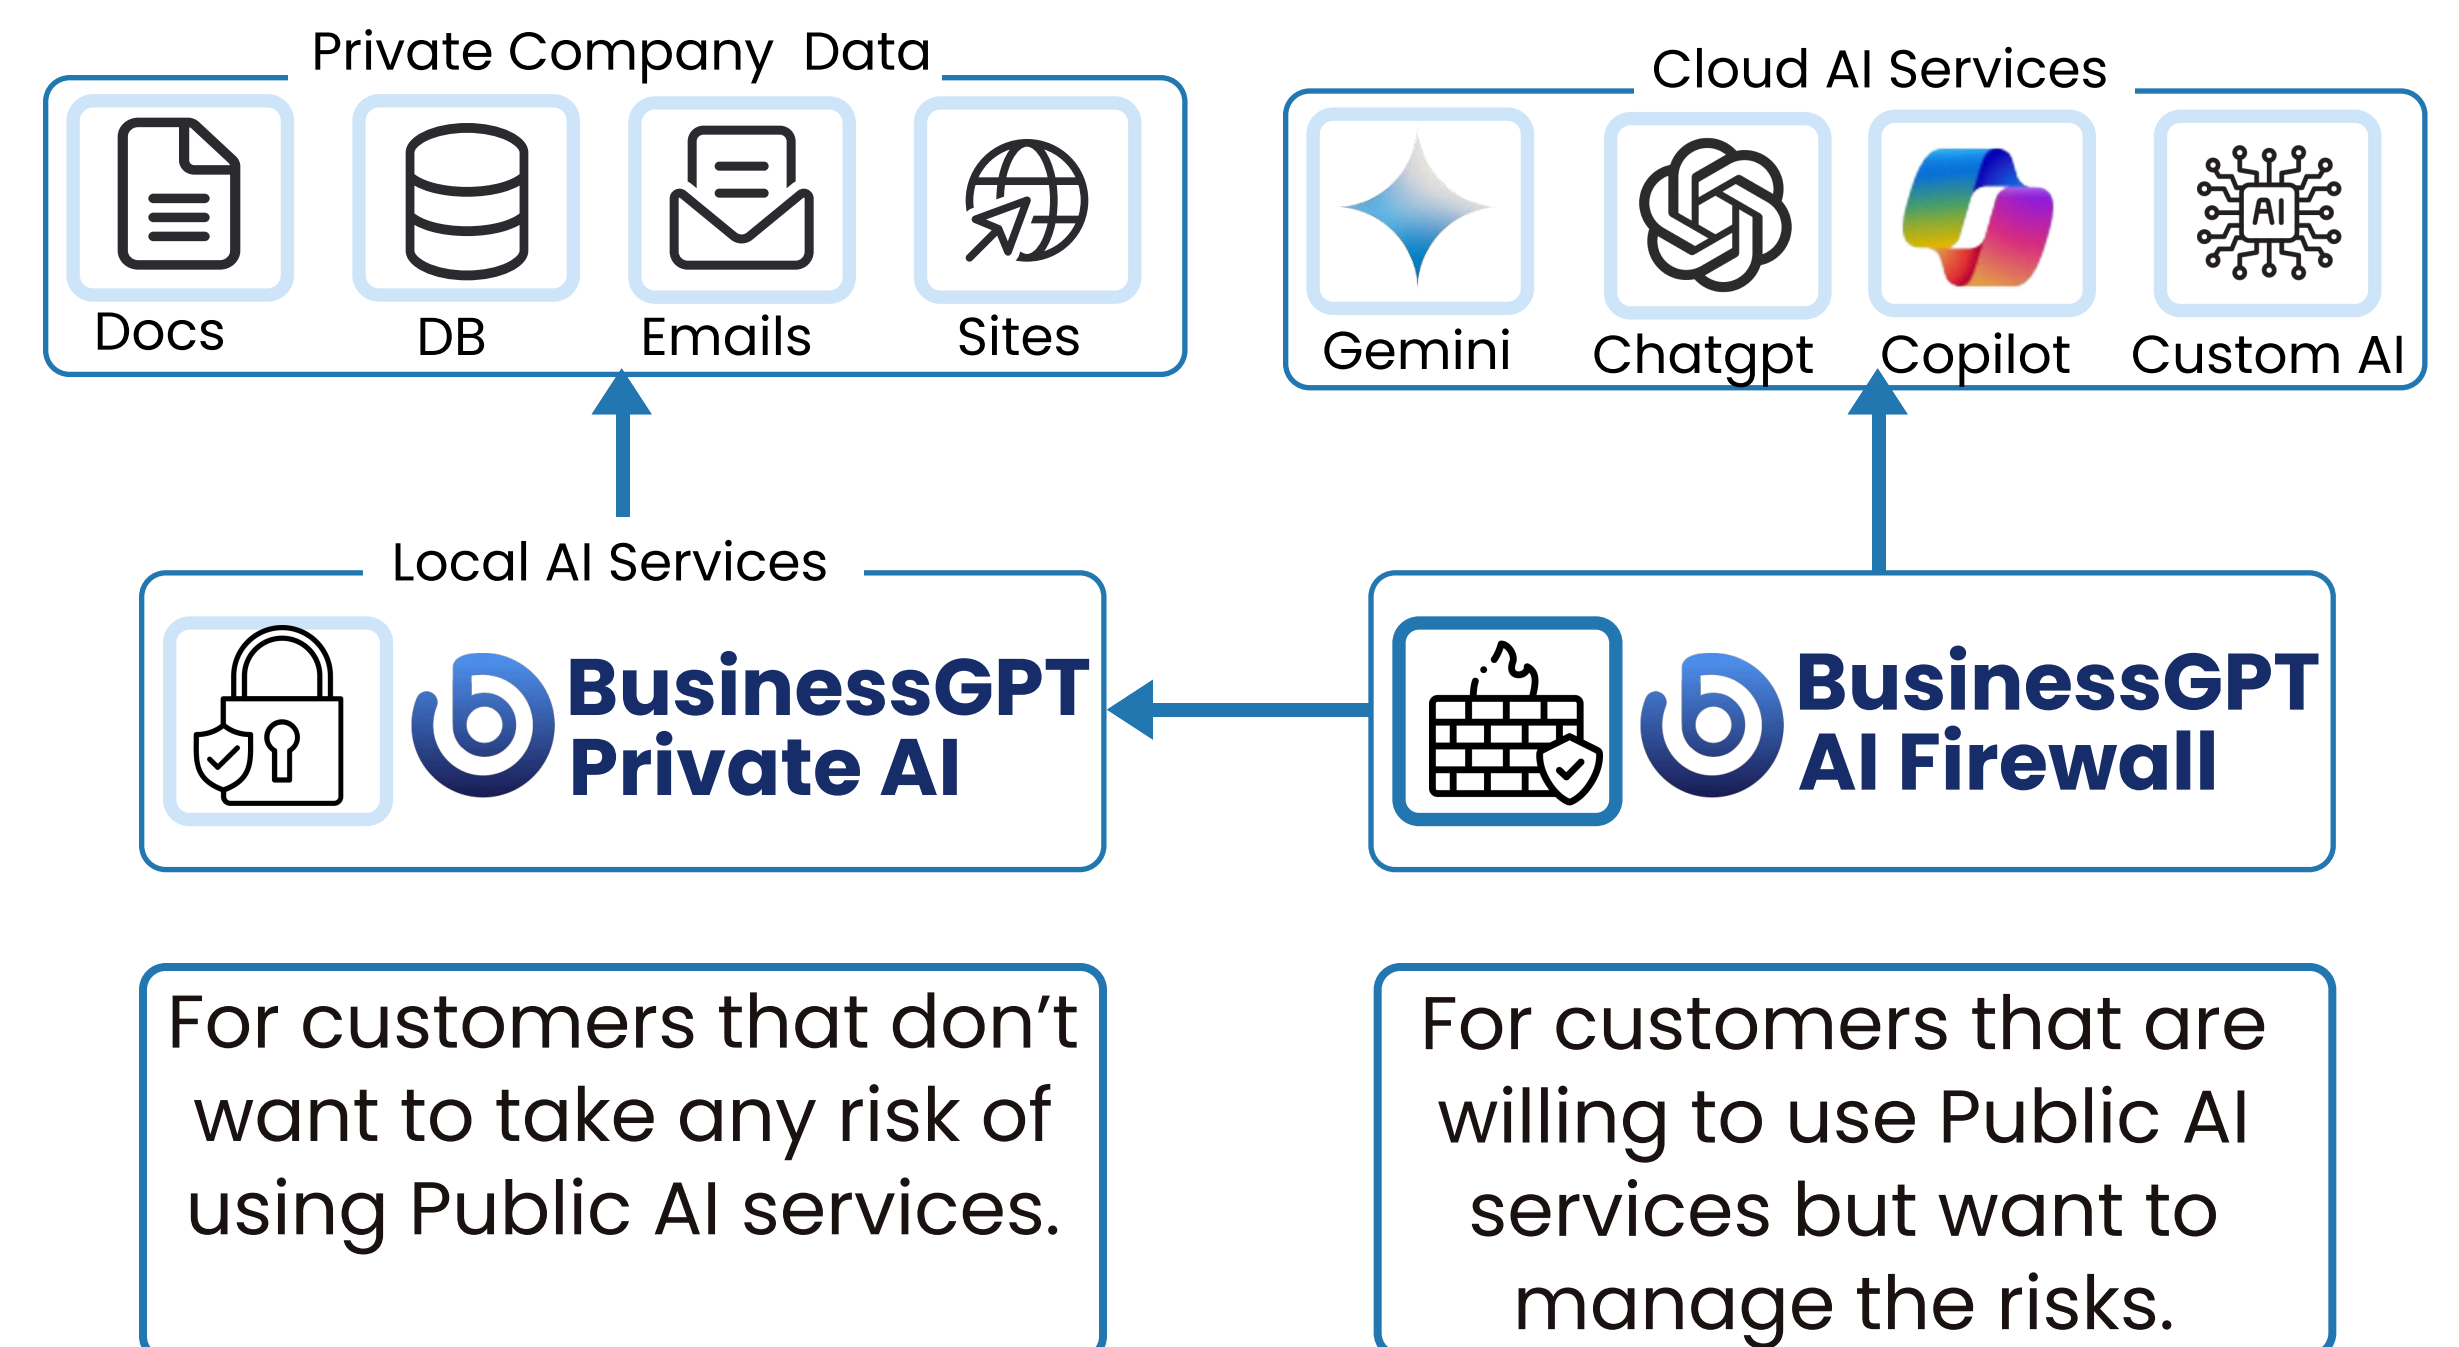 Private Company  Data
Docs
DB
Emails
Sites
Cloud AI Services
Gemini
Chatgpt
Copilot
AI
Custom AI
Local AI Services
BusinessGPT
Private AI
BusinessGPT
AI Firewall
For customers that don’t
want to take any risk of
using Public AI services.
For customers that are
willing to use Public AI
services but want to
manage the risks.